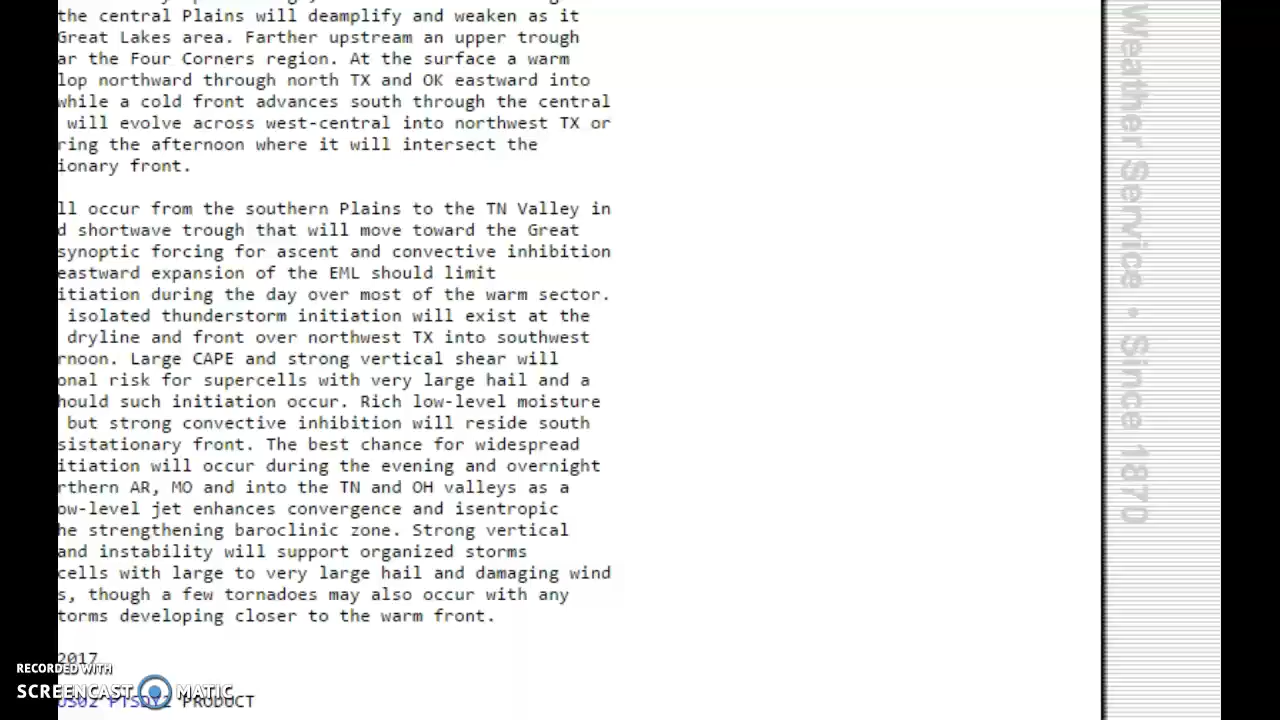 the central Plains will deamplify and weaken as it
Great Lakes area. Farther upstream an upper trough
ar the Four Corners region. At the surface a warm
lop northward through north TX and OK eastward into
while a cold front advances south through the central
will evolve across west-central into northwest TX or
ring the afternoon where it will intersect the
ionary front.
ll occur from the southern Plains to the TN Valley in
d shortwave trough that will move toward the Great
synoptic forcing for ascent and convective inhibition
eastward expansion of the EML should limit
itiation during the day over most of the warm sector.
isolated thunderstorm initiation will exist at the
dryline and front over northwest TX into southwest
rnoon. Large CAPE and strong vertical shear will
onal risk for supercells with very large hail and a
hould such initiation occur. Rich low-level moisture
but strong convective inhibition will reside south
sistationary front. The best chance for widespread
itiation will occur during the evening and overnight
rthern AR, MO and into the TN and OH valleys as a
ow-level jet enhances convergence and isentropic
he strengthening baroclinic zone. Strong vertical
and instability will support organized storms
cells with large to very large hail and damaging wind
s, though a few tornadoes may also occur with any
torms developing closer to the warm front.
2017
PRODUCT
Weather Service • Since 1870
RECORDED WITH
SCREENCAST MATIC